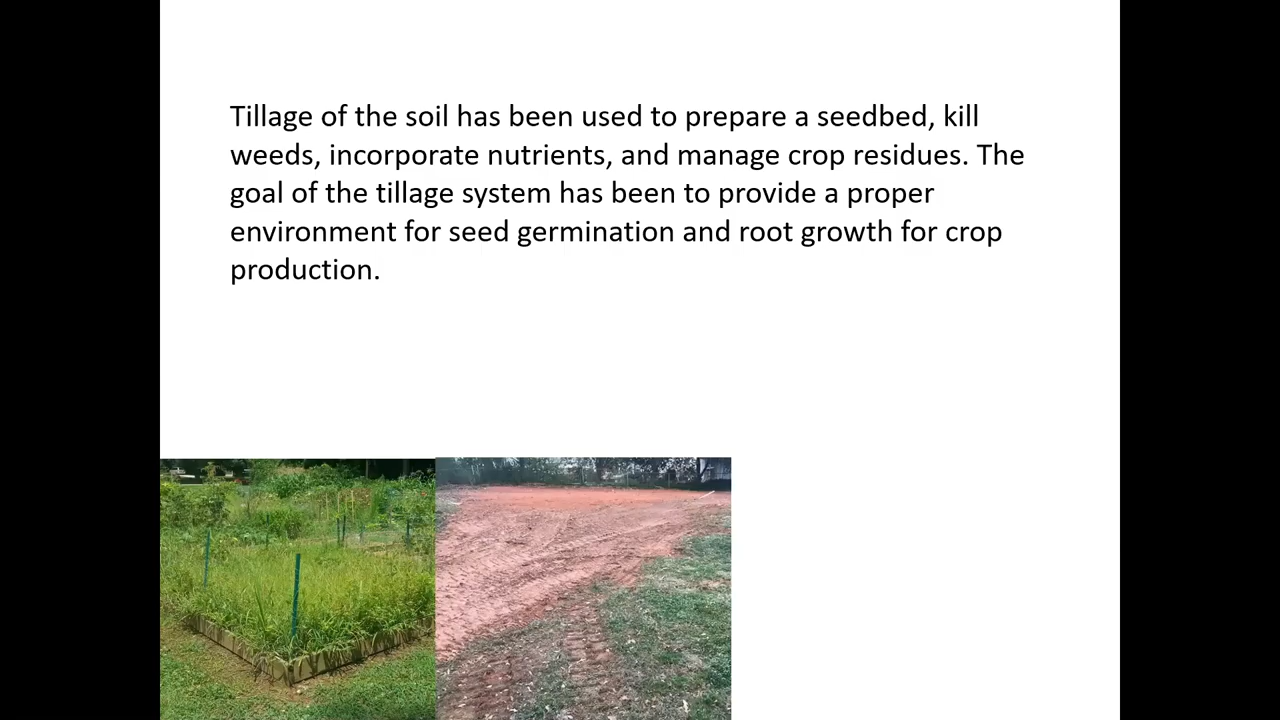 Tillage of the soil has been used to prepare a seedbed, kill
weeds, incorporate nutrients, and manage crop residues. The
goal of the tillage system has been to provide a proper
environment for seed germination and root growth for crop
production.